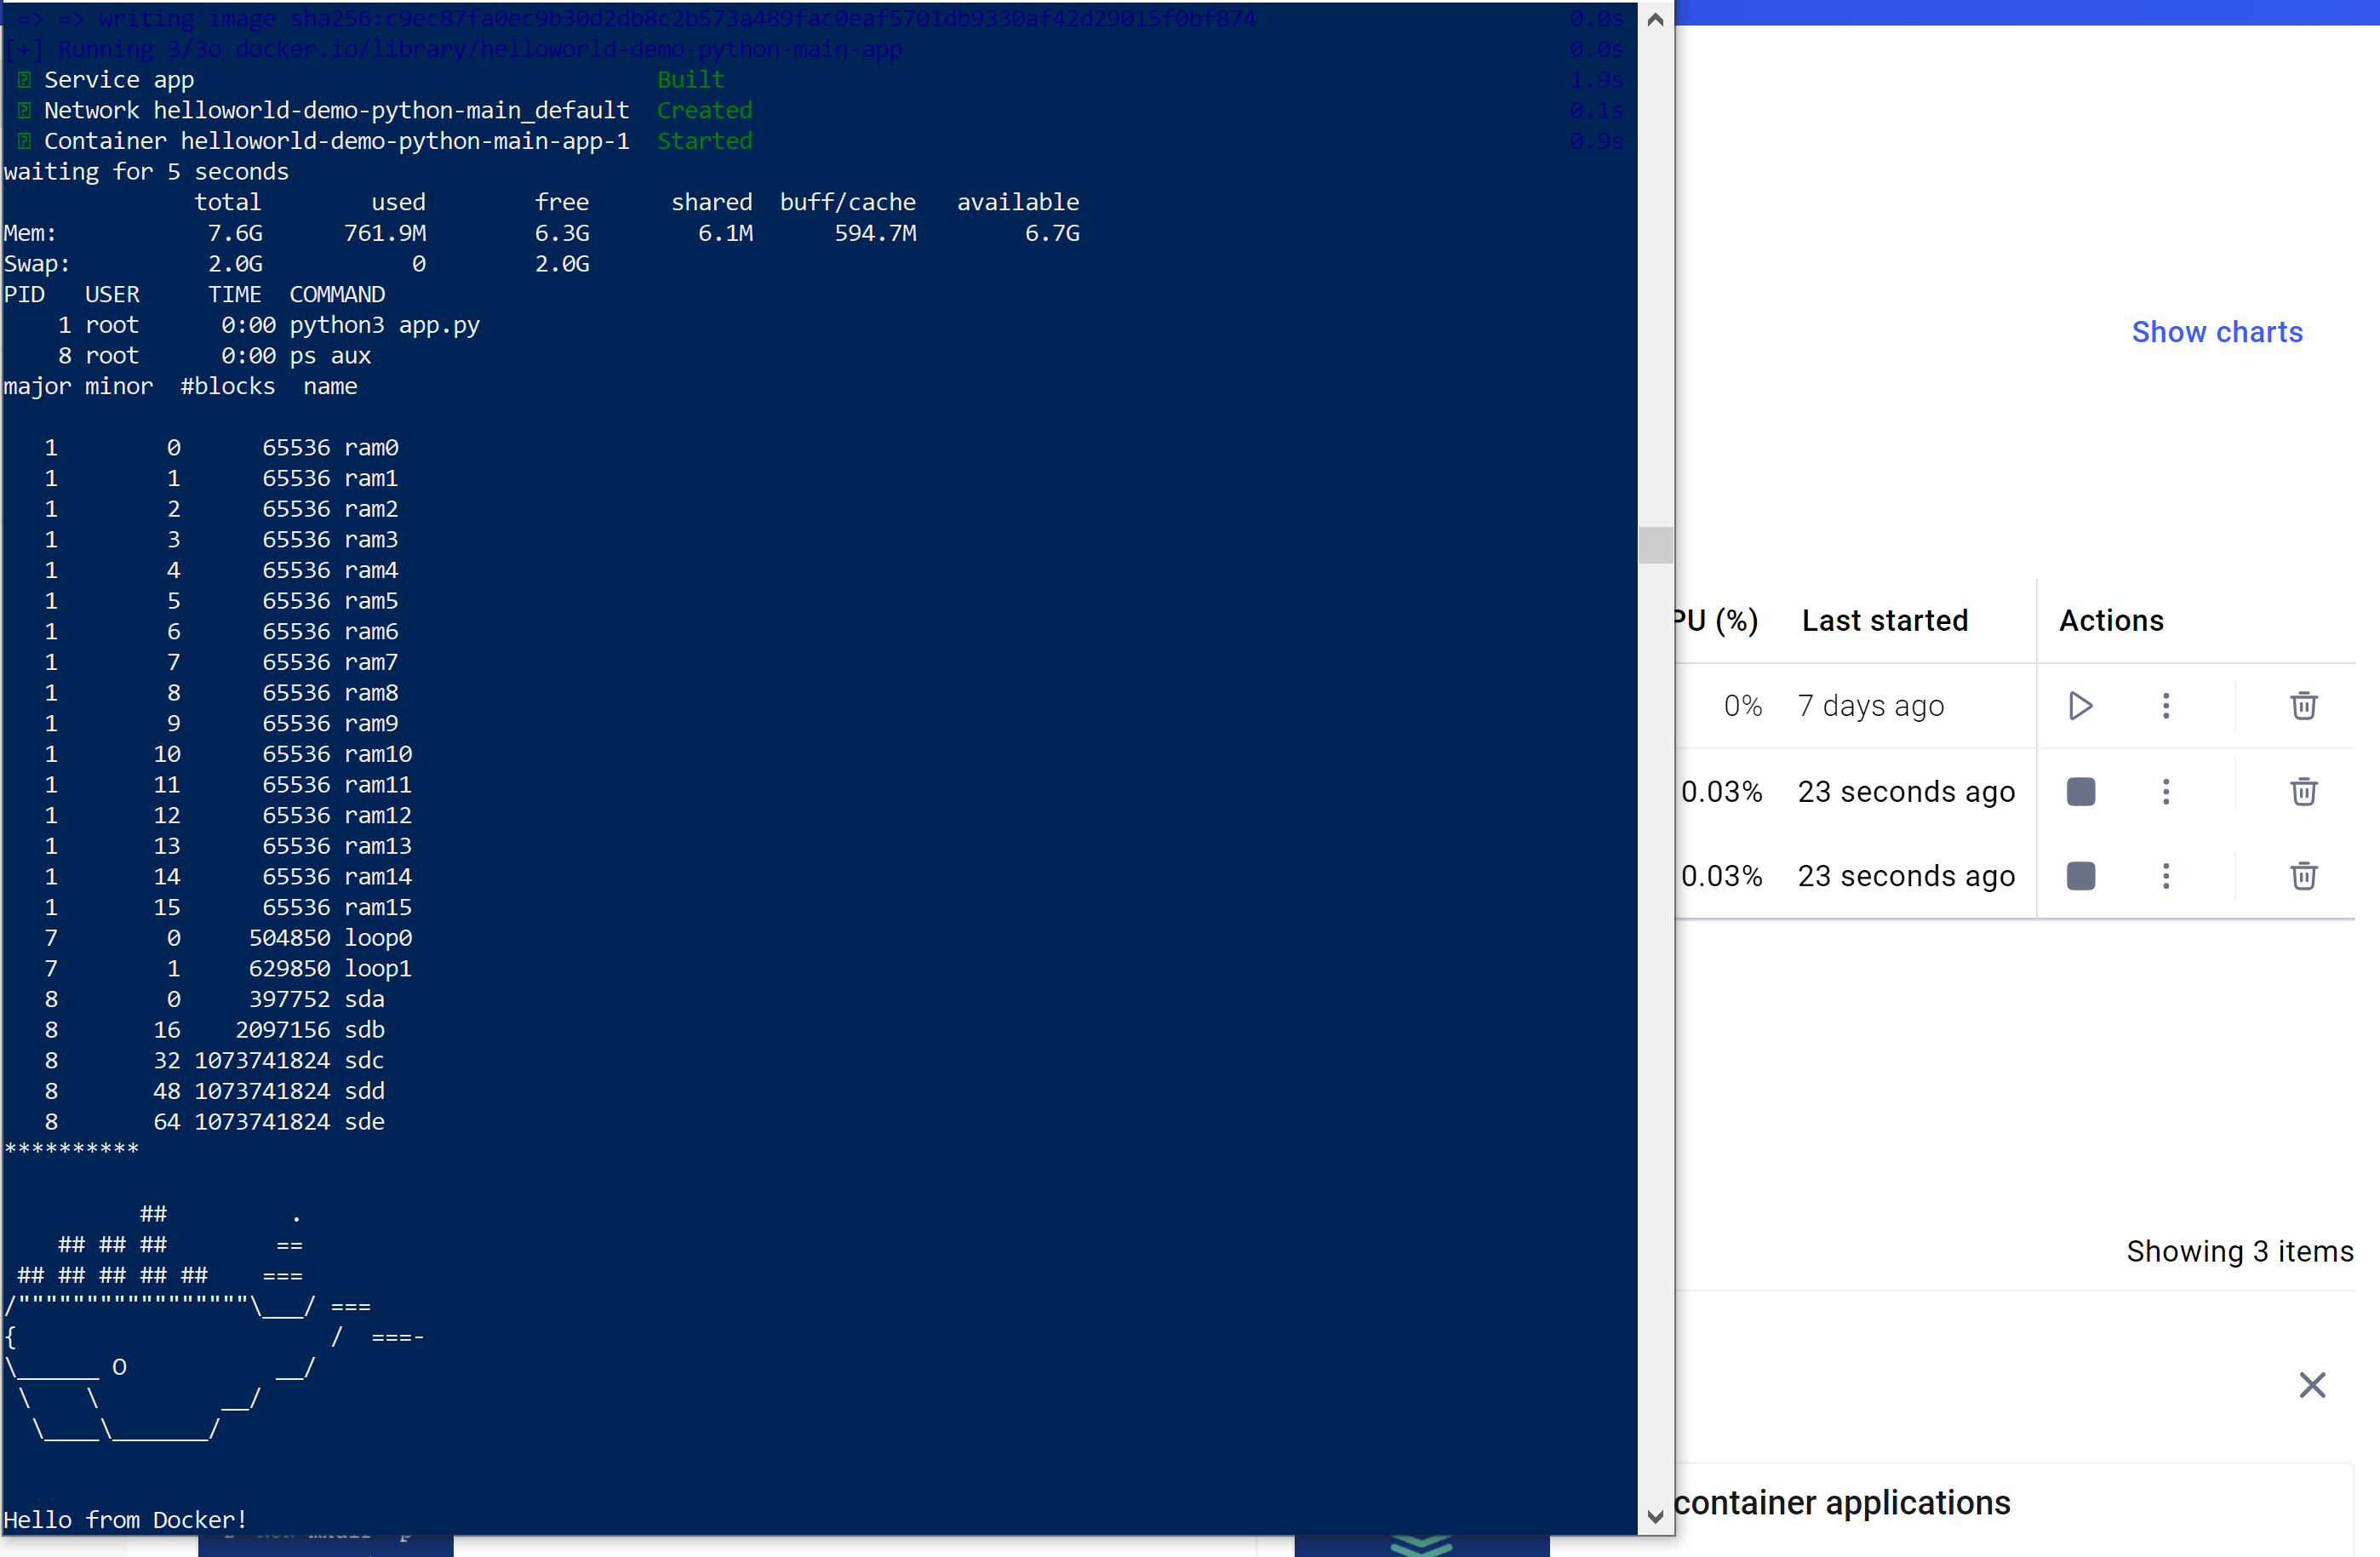 => => writing image sha256:c9ec87fa0ec9b30d2db8c2b573a489fac0eaf5701db9330af42d29015f0bf874 0.0s
[+] Running 3/3o docker.io/library/helloworld-demo-python-main-app 0.0s
Service app Built 1.9s
Network helloworld-demo-python-main_default Created 0.1s
Container helloworld-demo-python-main-app-1 Started 0.9s
waiting for 5 seconds
total used free shared buff/cache available
Mem: 7.6G 761.9M 6.3G 6.1M 594.7M 6.7G
Swap: 2.0G 0 2.0G
PID USER TIME COMMAND
1 root 0:00 python3 app.py
8 root 0:00 ps aux
major minor #blocks name
1 0 65536 ram0
1 1 65536 ram1
1 2 65536 ram2
1 3 65536 ram3
1 4 65536 ram4
1 5 65536 ram5
1 6 65536 ram6
1 7 65536 ram7
1 8 65536 ram8
1 9 65536 ram9
1 10 65536 ram10
1 11 65536 ram11
1 12 65536 ram12
1 13 65536 ram13
1 14 65536 ram14
1 15 65536 ram15
7 0 504850 loop0
7 1 629850 loop1
8 0 397752 sda
8 16 2097156 sdb
8 32 1073741824 sdc
8 48 1073741824 sdd
8 64 1073741824 sde
**********
          ##         .
    ## ## ##        ==
 ## ## ## ## ##    ===
/"""""""""""""""""\___/ ===
{                       /  ===-
\______ O           __/
 \    \         __/
  \____\_______/
Hello from Docker!
Show charts
PU (%) Last started Actions
0% 7 days ago
0.03% 23 seconds ago
0.03% 23 seconds ago
Showing 3 items
container applications